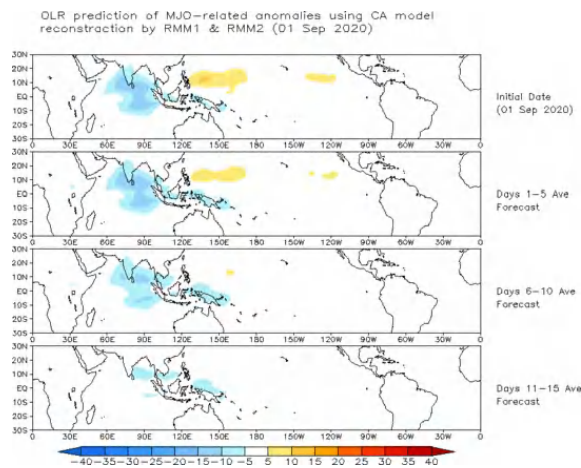 OLR prediction of MJO-related anomalies using CA model
reconstraction by RMM1 & RMM2 (01 Sep 2020)
30N
20N
10N
EQ
10S
20S
30S
0 30E 60E 90E 120E 150E 180 150W 120W 90W 60W 30W 0
Initial Date
(01 Sep 2020)
30N
20N
10N
EQ
10S
20S
30S
0 30E 60E 90E 120E 150E 180 150W 120W 90W 60W 30W 0
Days 1-5 Ave
Forecast
30N
20N
10N
EQ
10S
20S
30S
0 30E 60E 90E 120E 150E 180 150W 120W 90W 60W 30W 0
Days 6-10 Ave
Forecast
30N
20N
10N
EQ
10S
20S
30S
0 30E 60E 90E 120E 150E 180 150W 120W 90W 60W 30W 0
Days 11-15 Ave
Forecast
-40 -35 -30 -25 -20 -15 -10 -5 5 10 15 20 25 30 35 40